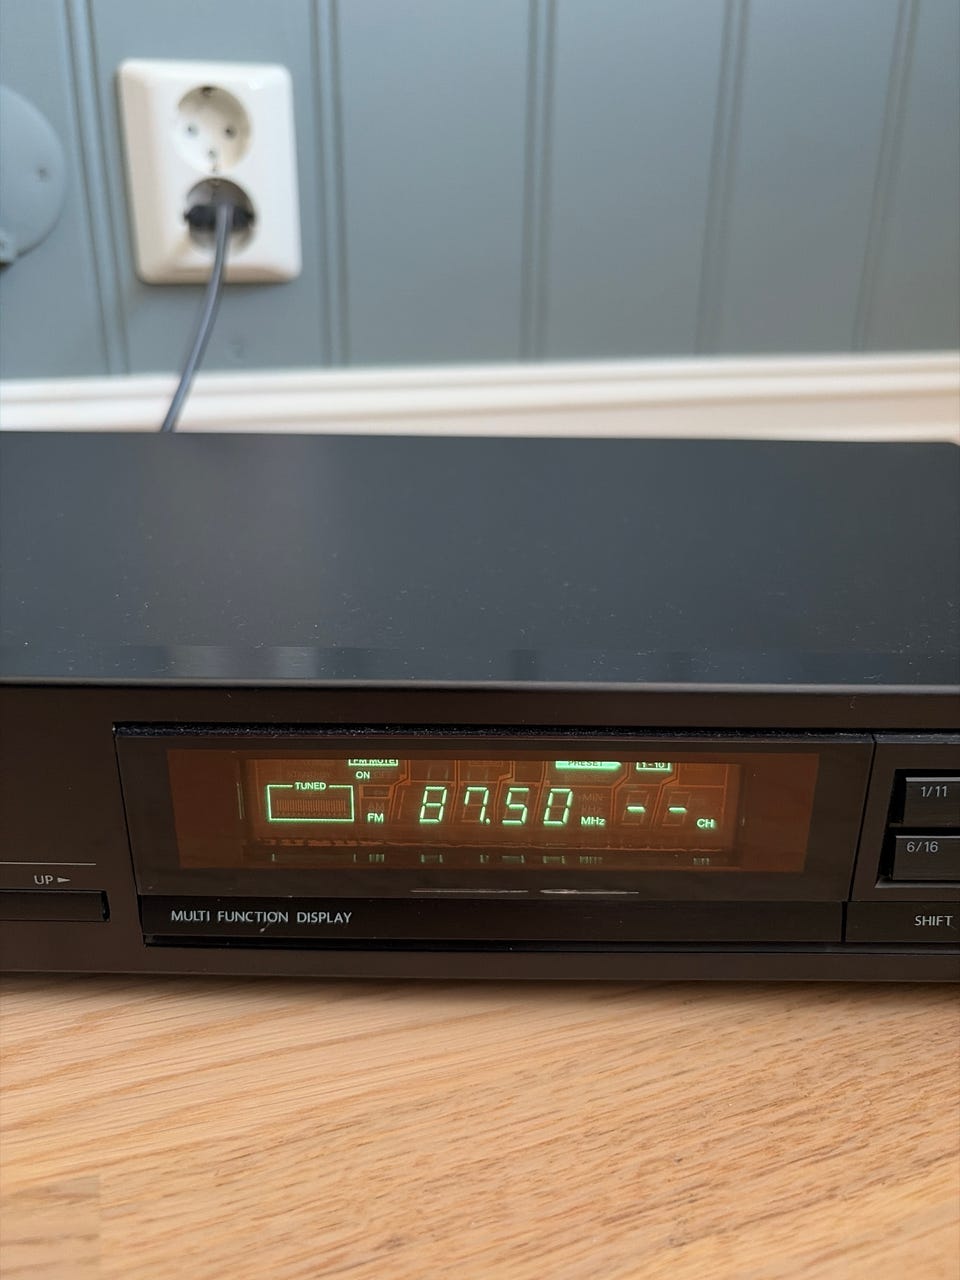 FM MUTE PRESET 1-10
ON
TUNED
FM 87.50 MHz -- CH
1/11
6/16
UP ►
MULTI FUNCTION DISPLAY
SHIFT